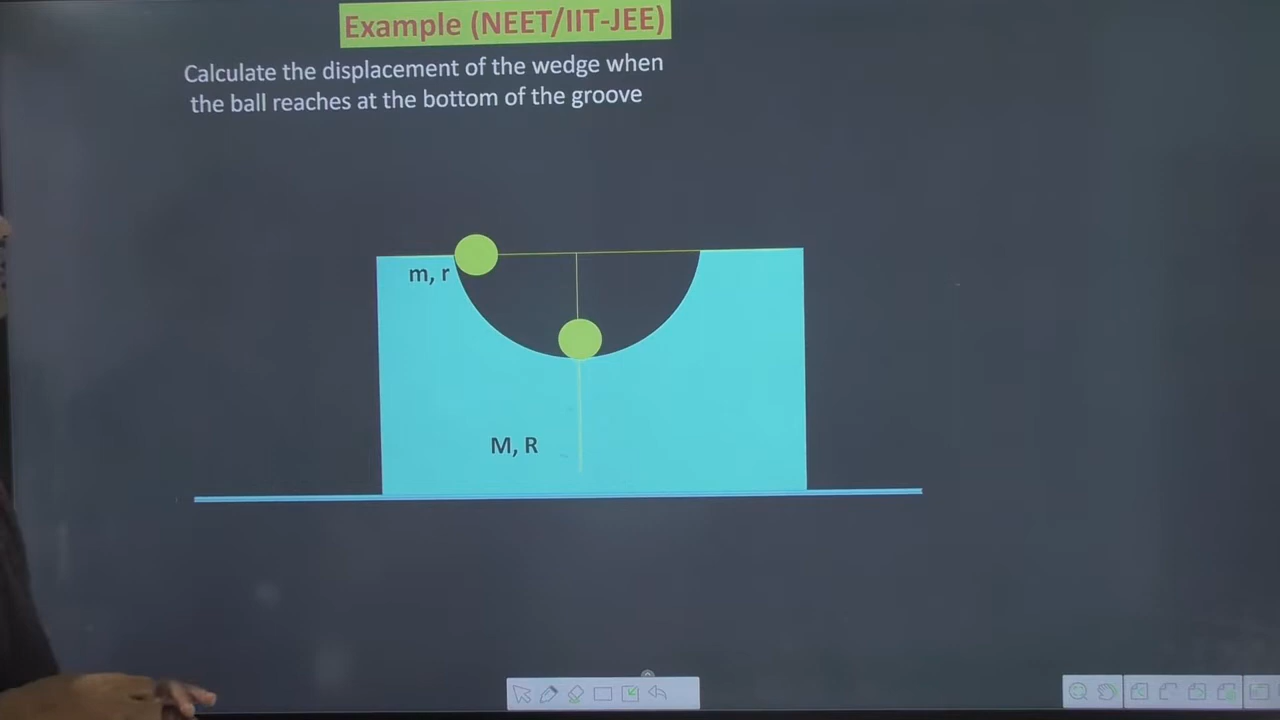 Example (NEET/IIT-JEE)
Calculate the displacement of the wedge when
the ball reaches at the bottom of the groove
m, r
M, R